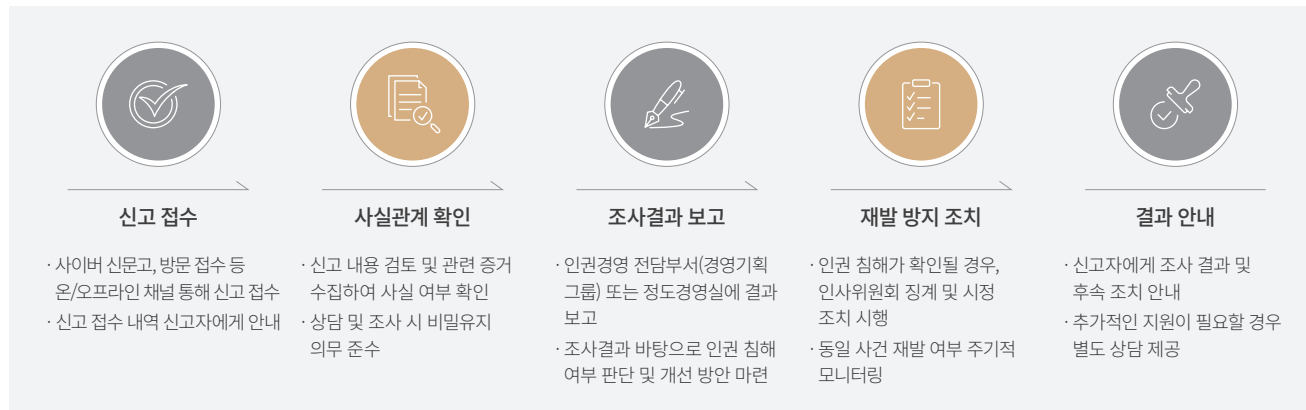 신고 접수
· 사이버 신문고, 방문 접수 등
온/오프라인 채널 통해 신고 접수
· 신고 접수 내역 신고자에게 안내
사실관계 확인
· 신고 내용 검토 및 관련 증거
수집하여 사실 여부 확인
· 상담 및 조사 시 비밀유지
의무 준수
조사결과 보고
· 인권경영 전담부서(경영기획
그룹) 또는 정도경영실에 결과
보고
· 조사결과 바탕으로 인권 침해
여부 판단 및 개선 방안 마련
재발 방지 조치
· 인권 침해가 확인될 경우,
인사위원회 징계 및 시정
조치 시행
· 동일 사건 재발 여부 주기적
모니터링
결과 안내
· 신고자에게 조사 결과 및
후속 조치 안내
· 추가적인 지원이 필요할 경우
별도 상담 제공